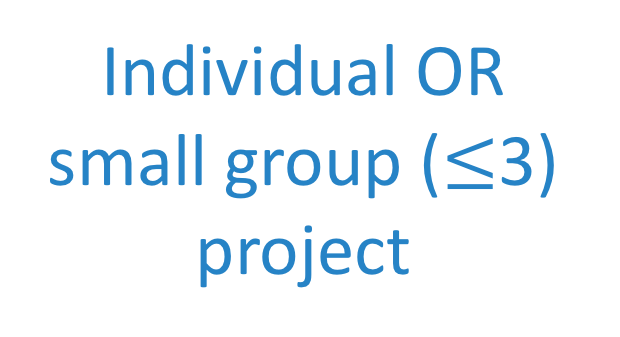 Individual OR
small group (≤3)
project